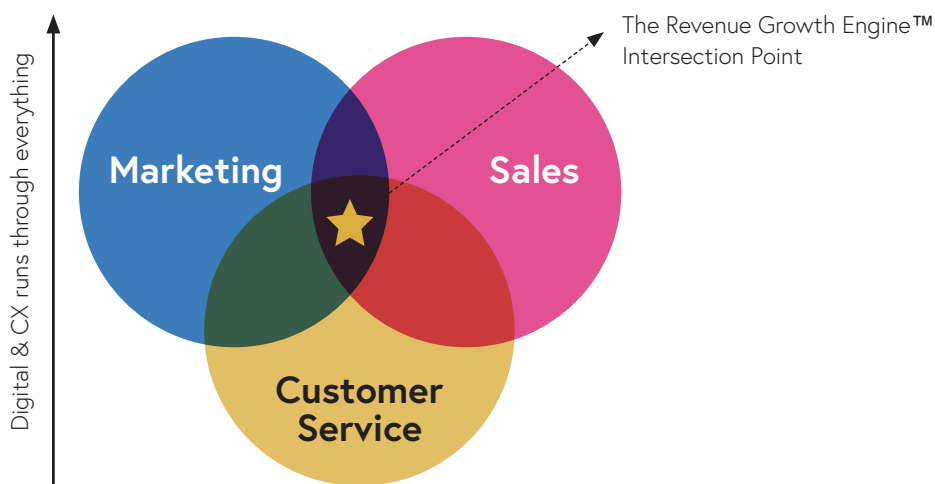 The Revenue Growth Engine™
Intersection Point
Digital & CX runs through everything
Marketing
Sales
Customer
Service